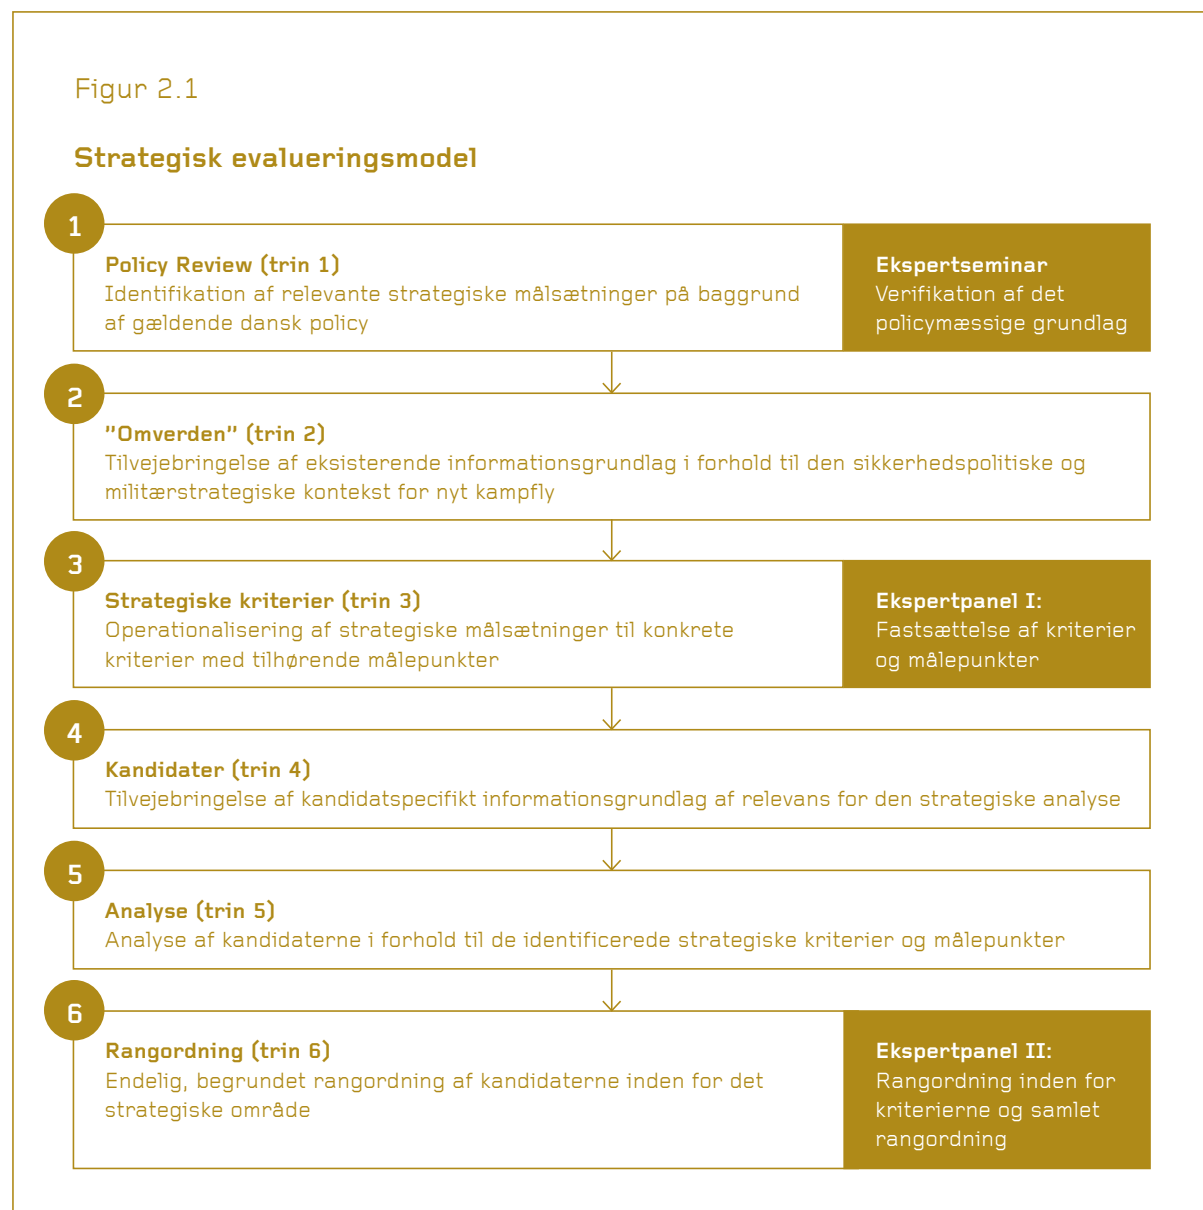 Figur 2.1
Strategisk evalueringsmodel
1
Policy Review (trin 1)
Identifikation af relevante strategiske målsætninger på baggrund
af gældende dansk policy
Ekspertseminar
Verifikation af det
policymæssige grundlag
2
"Omverden" (trin 2)
Tilvejebringelse af eksisterende informationsgrundlag i forhold til den sikkerhedspolitiske og
militærstrategiske kontekst for nyt kampfly
3
Strategiske kriterier (trin 3)
Operationalisering af strategiske målsætninger til konkrete
kriterier med tilhørende målepunkter
Ekspertpanel I:
Fastsættelse af kriterier
og målepunkter
4
Kandidater (trin 4)
Tilvejebringelse af kandidatspecifikt informationsgrundlag af relevans for den strategiske analyse
5
Analyse (trin 5)
Analyse af kandidaterne i forhold til de identificerede strategiske kriterier og målepunkter
6
Rangordning (trin 6)
Endelig, begrundet rangordning af kandidaterne inden for det
strategiske område
Ekspertpanel II:
Rangordning inden for
kriterierne og samlet
rangordning